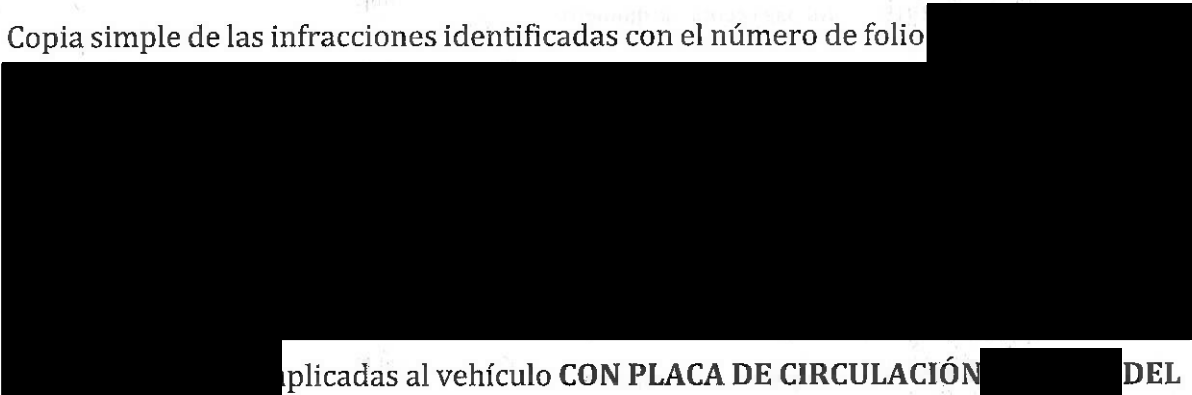 Copia simple de las infracciones identificadas con el número de folio
plicadas al vehículo CON PLACA DE CIRCULACIÓN DEL